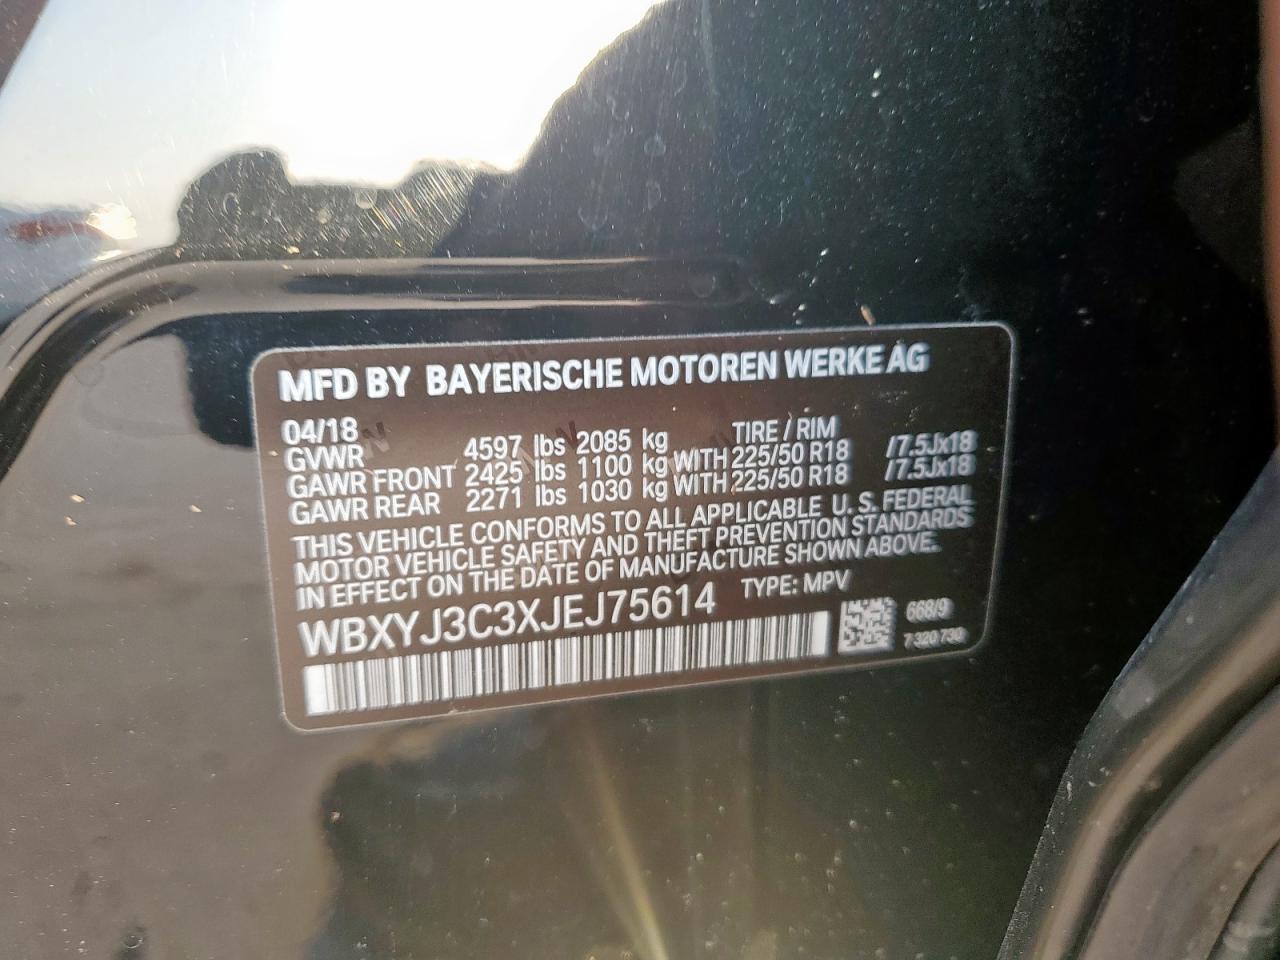 MFD BY BAYERISCHE MOTOREN WERKE AG
04/18 TIRE / RIM
GVWR 4597 lbs 2085 kg
GAWR FRONT 2425 lbs 1100 kg WITH 225/50 R18 /7.5Jx18
GAWR REAR 2271 lbs 1030 kg WITH 225/50 R18 /7.5Jx18
THIS VEHICLE CONFORMS TO ALL APPLICABLE U. S. FEDERAL
MOTOR VEHICLE SAFETY AND THEFT PREVENTION STANDARDS
IN EFFECT ON THE DATE OF MANUFACTURE SHOWN ABOVE.
WBXYJ3C3XJEJ75614 TYPE: MPV
668/9
7 320 730